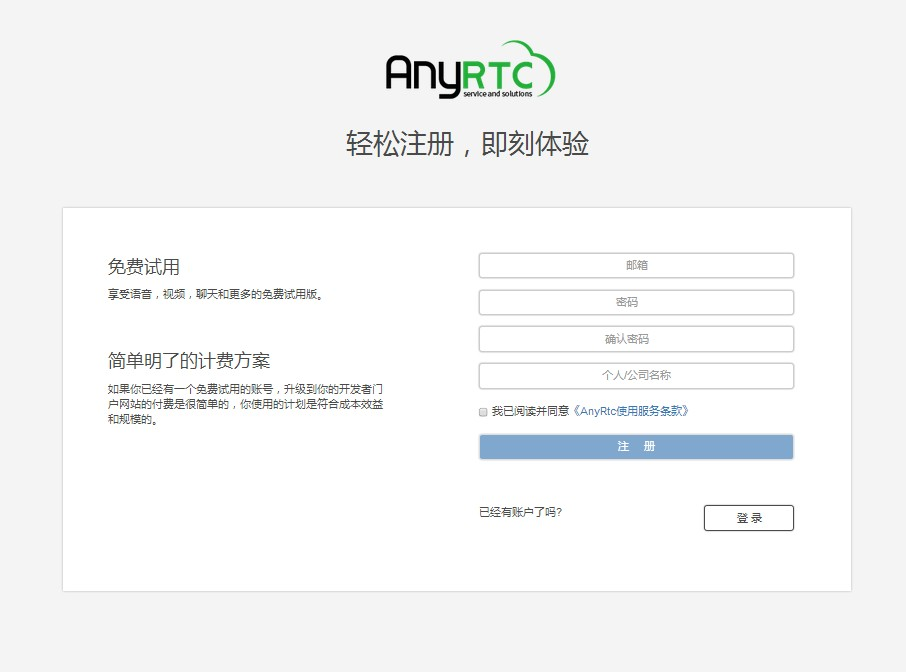 AnyRTC
service and solutions
轻松注册，即刻体验
免费试用
享受语音，视频，聊天和更多的免费试用版。
简单明了的计费方案
如果你已经有一个免费试用的账号，升级到你的开发者门
户网站的付费是很简单的，你使用的计划是符合成本效益
和规模的。
邮箱
密码
确认密码
个人/公司名称
我已阅读并同意《AnyRtc使用服务条款》
注 册
已经有账户了吗?
登 录